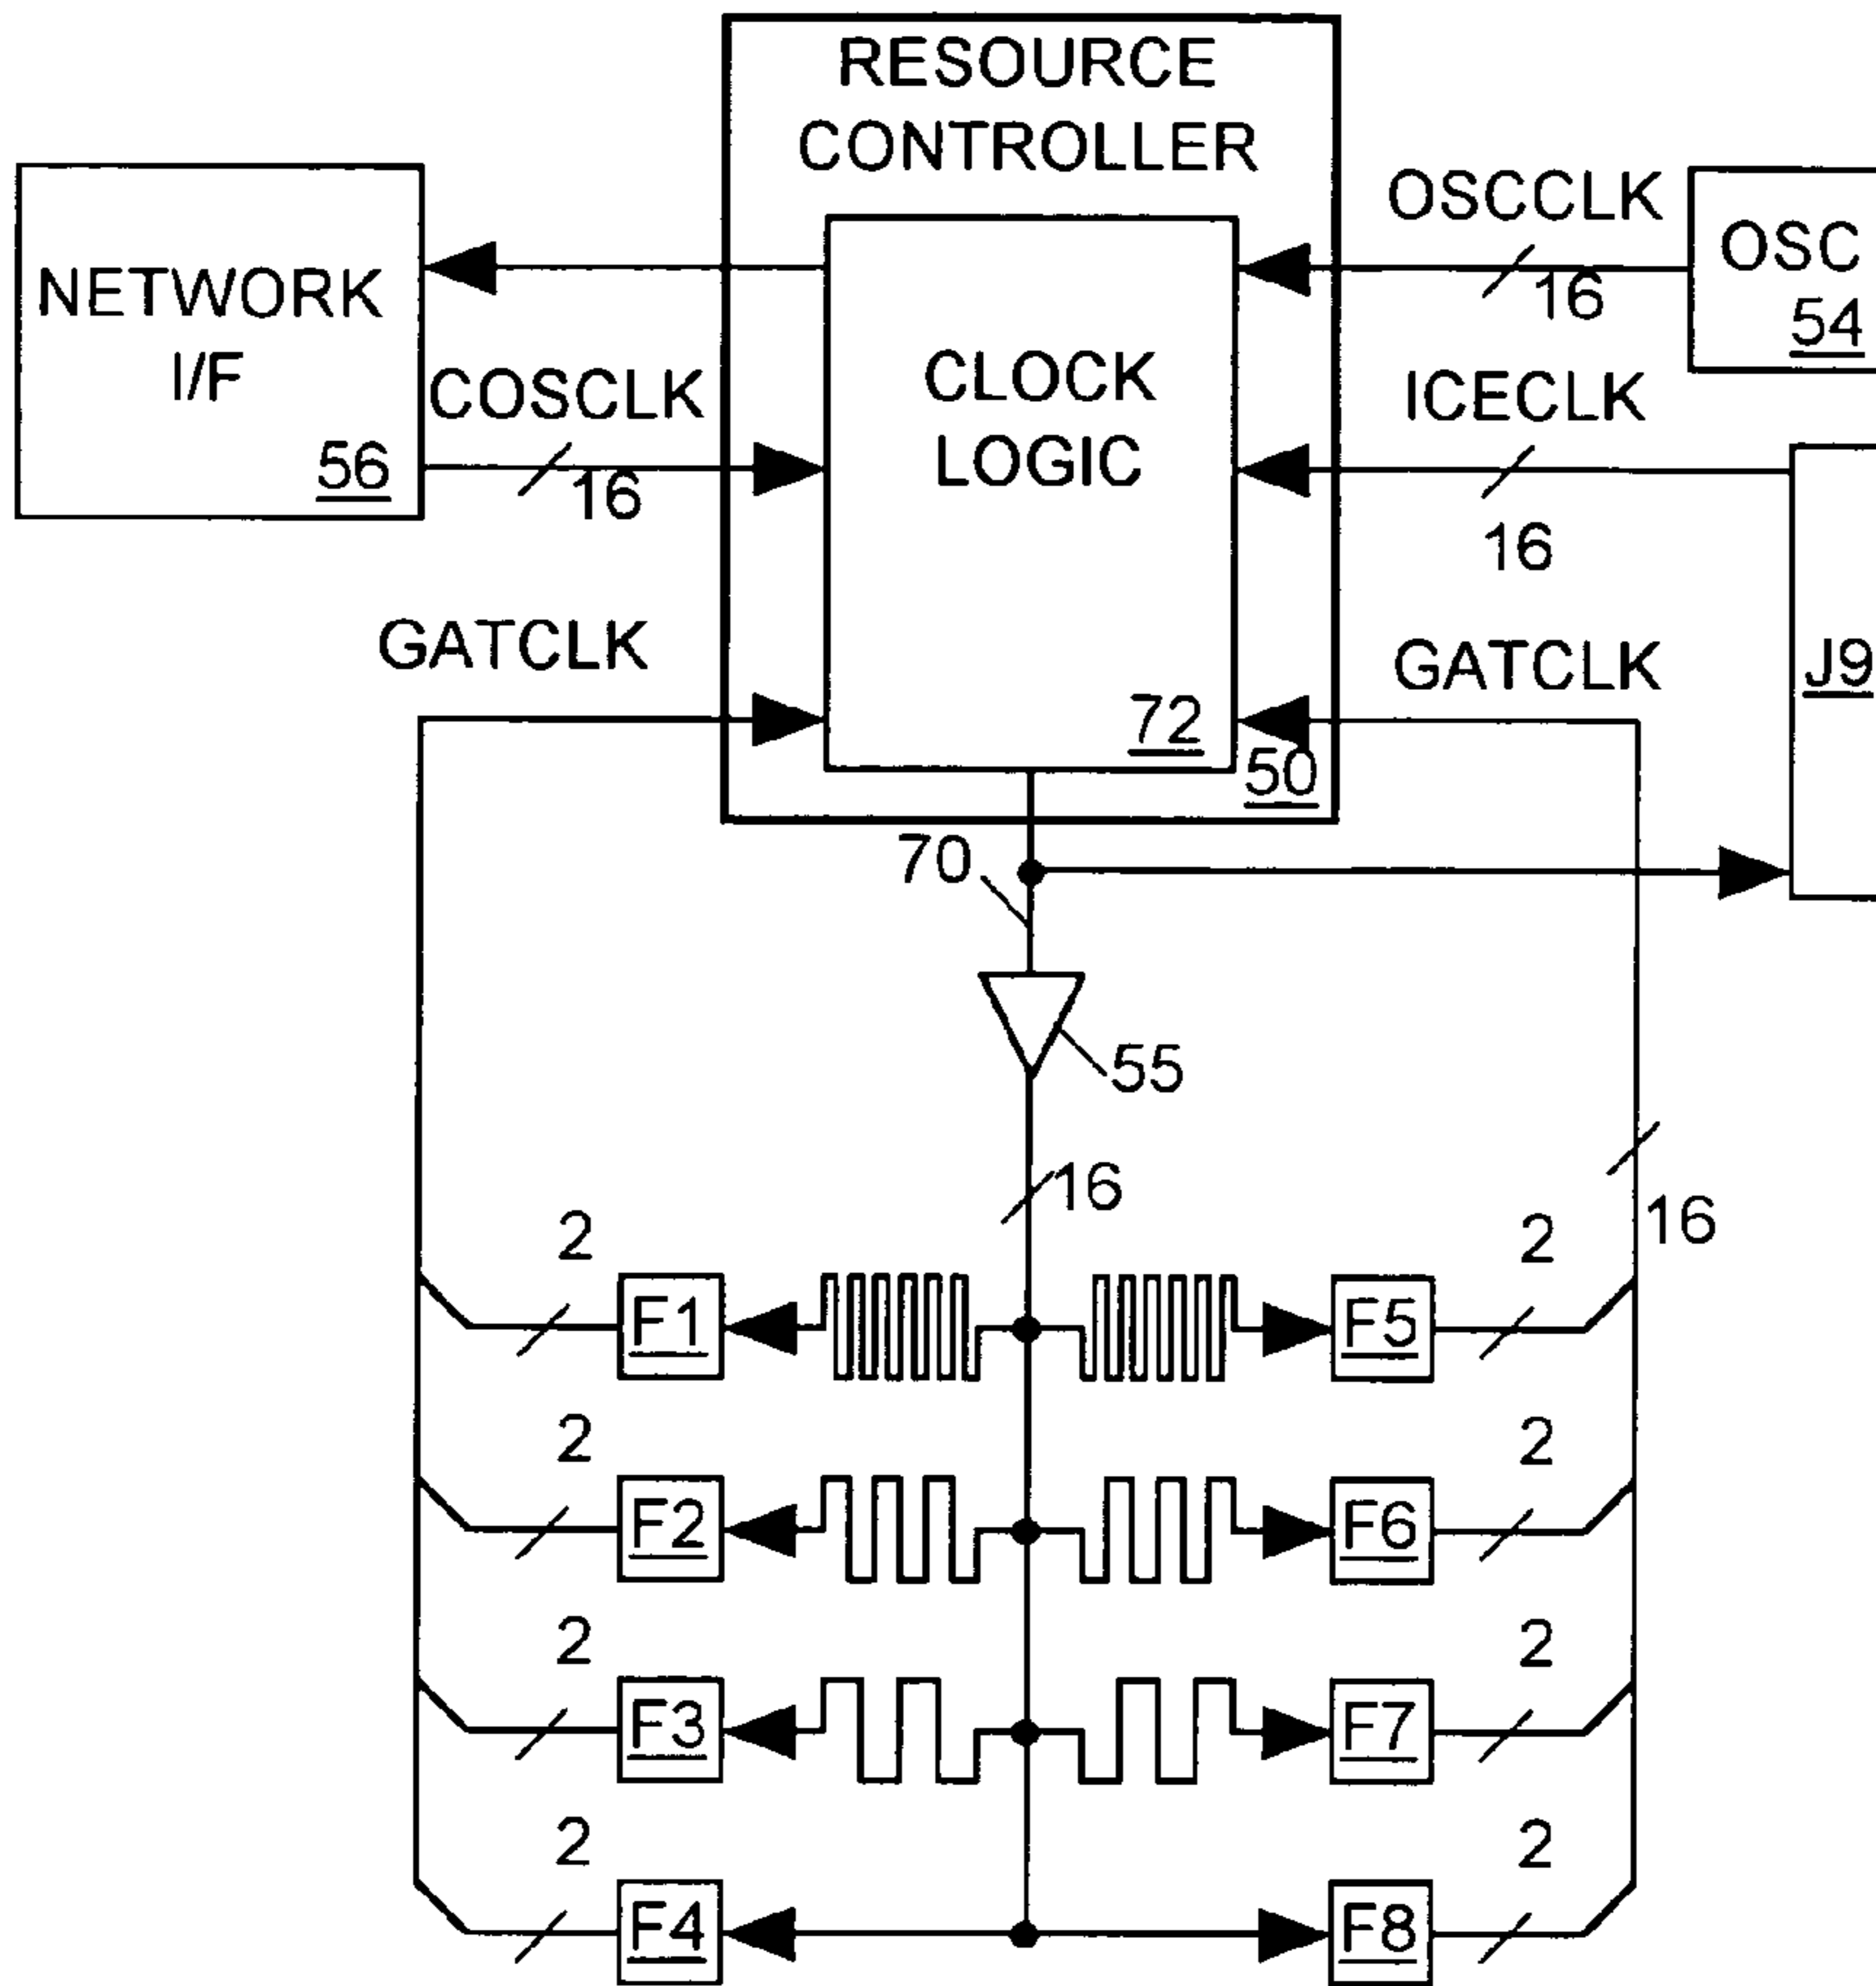 RESOURCE
CONTROLLER
NETWORK
I/F
56
COSCLK
16
CLOCK
LOGIC
72
50
OSCCLK
16
OSC
54
ICECLK
16
J9
GATCLK
GATCLK
70
55
16
16
2
F1
F5
2
2
F2
F6
2
2
F3
F7
2
2
F4
F8
2